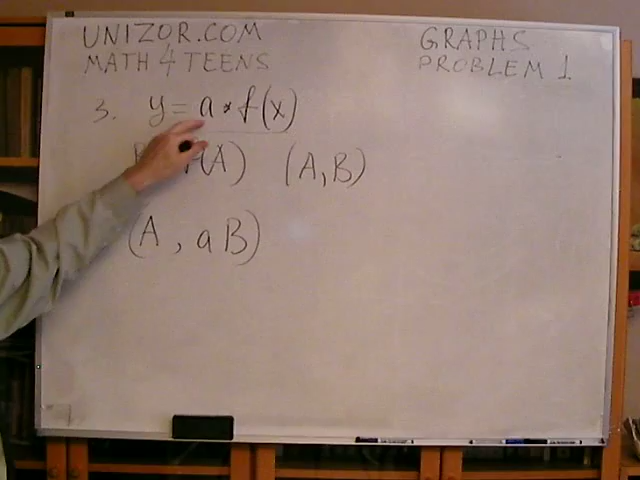 UNIZOR.COM
MATH 4 TEENS
GRAPHS
PROBLEM 1
3. y = a * f(x)
(A) (A,B)
(A, aB)